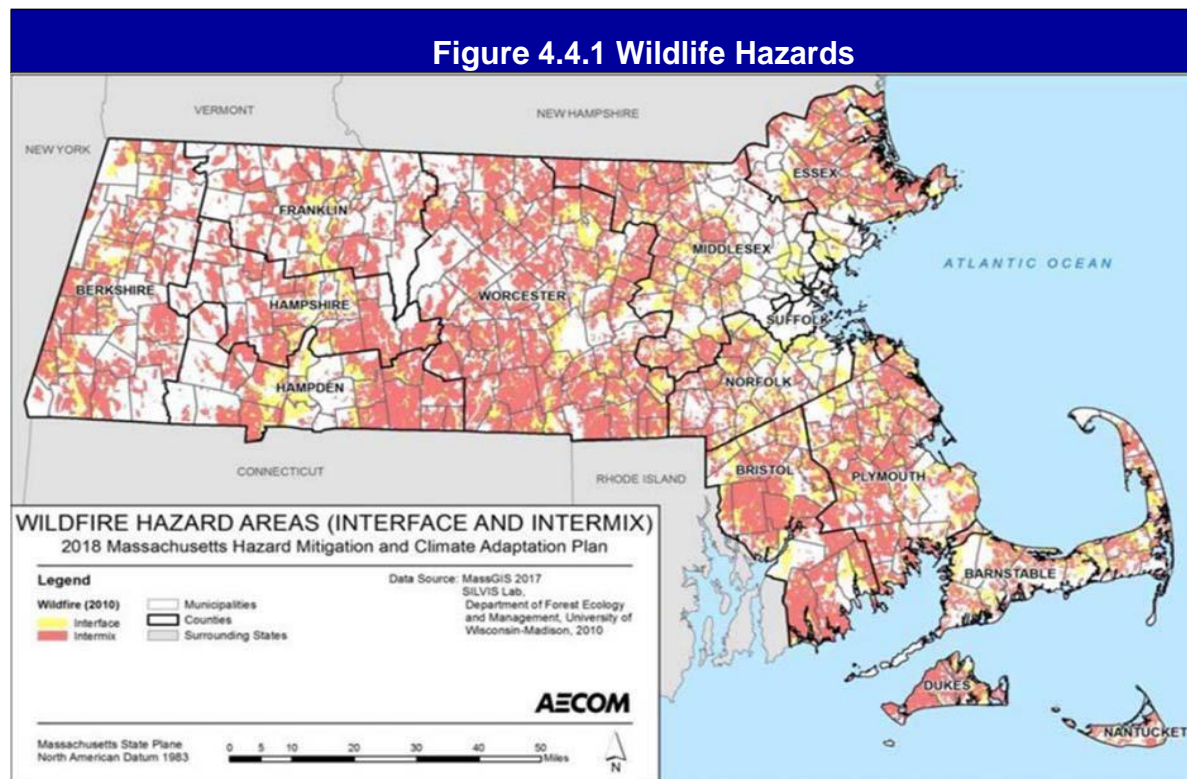 Figure 4.4.1 Wildlife Hazards
VERMONT
NEW HAMPSHIRE
NEW YORK
ESSEX
FRANKLIN
MIDDLESEX
ATLANTIC OCEAN
BERKSHIRE
HAMPSHIRE
WORCESTER
SUFFOLK
HAMPDEN
NORFOLK
CONNECTICUT
RHODE ISLAND
BRISTOL
PLYMOUTH
BARNSTABLE
DUKES
NANTUCKET
WILDFIRE HAZARD AREAS (INTERFACE AND INTERMIX)
2018 Massachusetts Hazard Mitigation and Climate Adaptation Plan
Legend
Wildfire (2010)
Interface
Intermix
Municipalities
Counties
Surrounding States
Data Source: MassGIS 2017
SILVIS Lab,
Department of Forest Ecology
and Management, University of
Wisconsin-Madison, 2010
AECOM
Massachusetts State Plane
North American Datum 1983
0 5 10 20 30 40 50
Miles
N